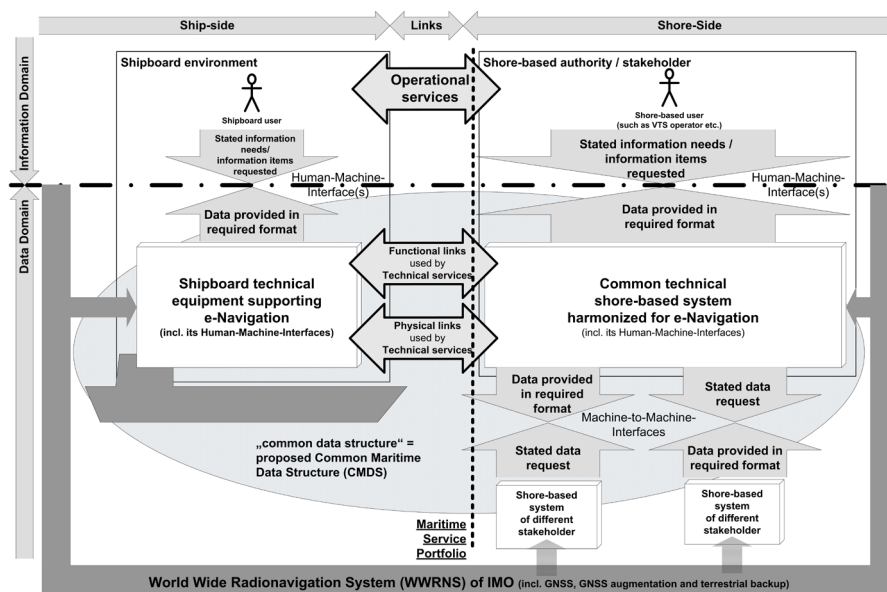 Ship-side
Links
Shore-Side
Information Domain
Data Domain
Shipboard environment
Shipboard user
Stated information
needs/
information items
requested
Human-Machine-
Interface(s)
Data provided in
required format
Shipboard technical
equipment supporting
e-Navigation
(incl. its Human-Machine-Interfaces)
Operational
services
Functional links
used by
Technical services
Physical links
used by
Technical services
Shore-based authority / stakeholder
Shore-based user
(such as VTS operator etc.)
Stated information needs /
information items
requested
Human-Machine-
Interface(s)
Data provided in
required format
Common technical
shore-based system
harmonized for e-Navigation
(incl. its Human-Machine-Interfaces)
Data provided
in required
format
Stated data
request
Machine-to-Machine-
Interfaces
Stated data
request
Data provided in
required format
„common data structure“ =
proposed Common Maritime
Data Structure (CMDS)
Shore-based
system
of different
stakeholder
Shore-based
system
of different
stakeholder
Maritime
Service
Portfolio
World Wide Radionavigation System (WWRNS) of IMO (incl. GNSS, GNSS augmentation and terrestrial backup)